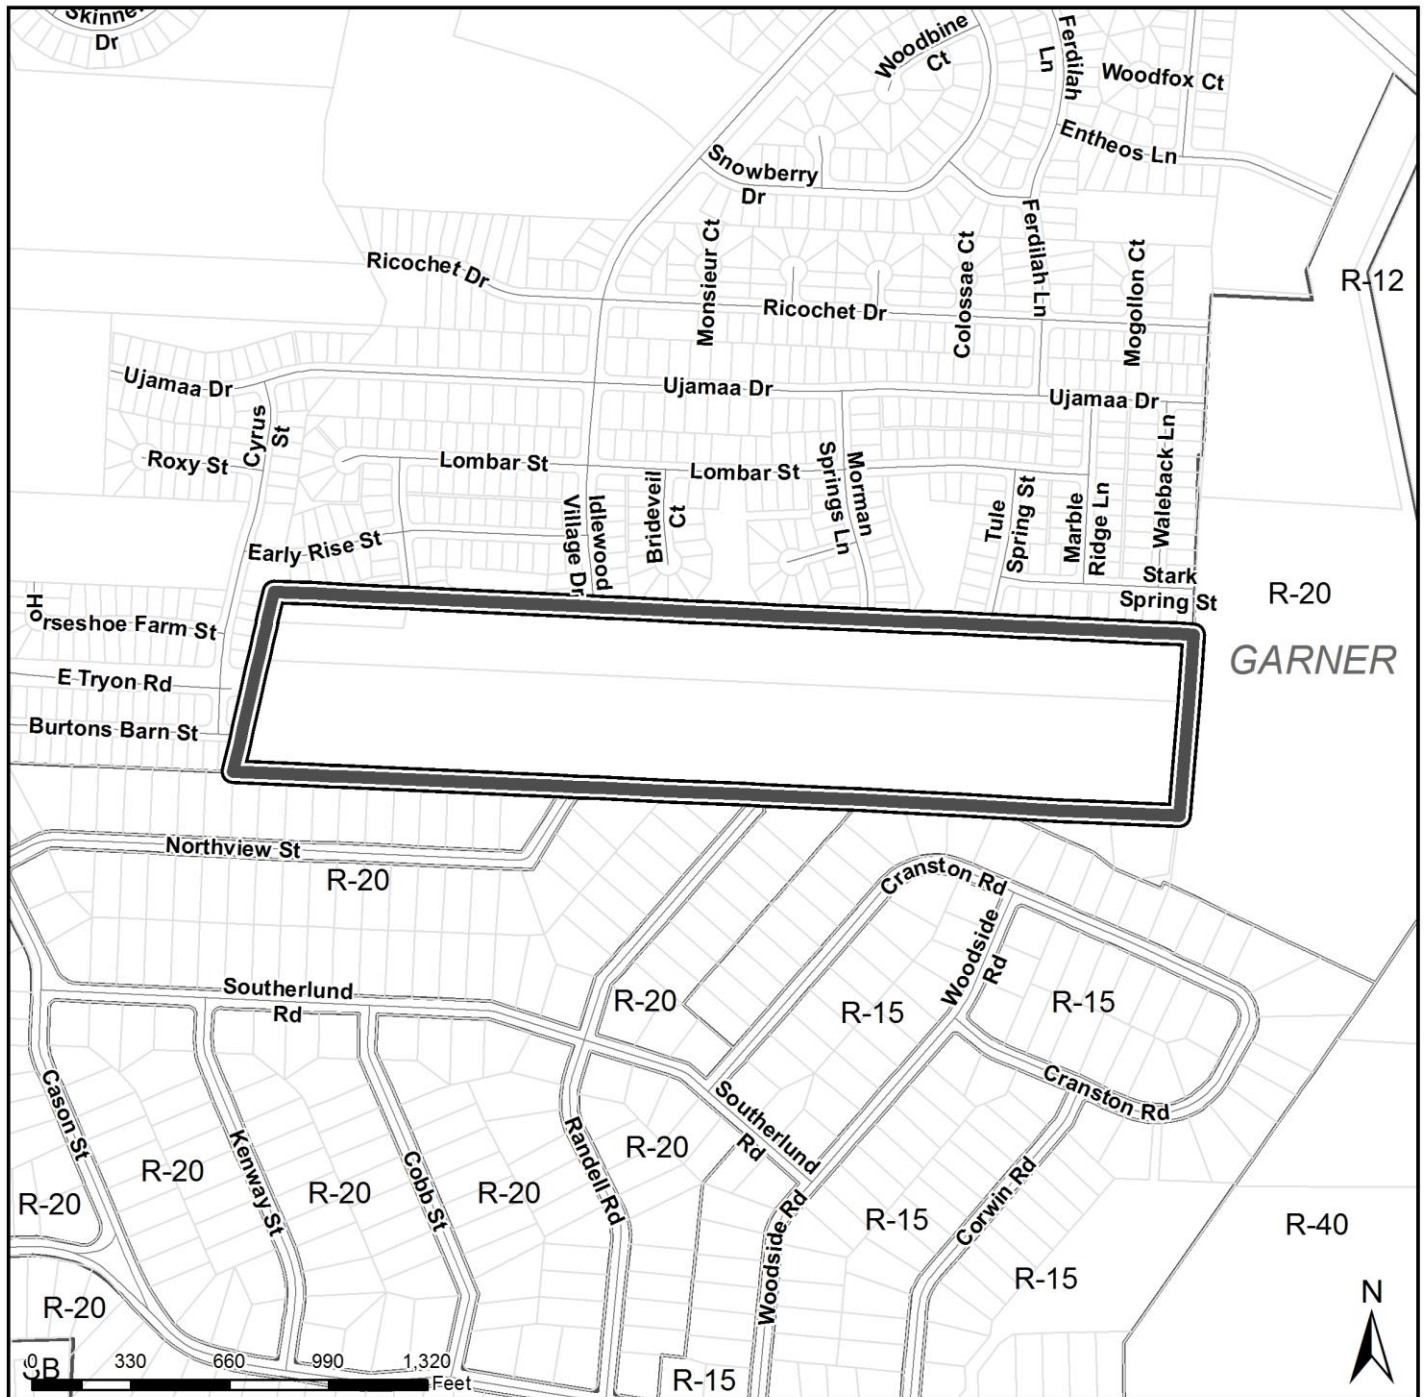 Skinner
Dr
Woodbine
Ct
Ferdilah
Ln
Woodfox Ct
Entheos Ln
Snowberry
Dr
Ricochet Dr
Monsieur Ct
Ricochet Dr
Colossae Ct
Ferdilah Ln
Mogollon Ct
R-12
Ujamaa Dr
Ujamaa Dr
Ujamaa Dr
Cyrus
St
Roxy St
Lombar St
Lombar St
Idlewood
Village Dr
Brideveil
Ct
Morman
Springs Ln
Tule
Spring St
Marble
Ridge Ln
Waleback Ln
Early Rise St
Stark
Spring St
R-20
GARNER
Horseshoe Farm St
E Tryon Rd
Burtons Barn St
Northview St
R-20
Cranston Rd
Woodside
Rd
Southerlund
Rd
R-20
R-15
R-15
Cason St
Kenway St
Cobb St
Randell Rd
Southerlund
Rd
Cranston Rd
R-20
R-20
R-20
R-20
R-20
Woodside Rd
R-15
Corwin Rd
R-40
R-15
R-20
N
0 330 660 990 1,320
Feet
R-15